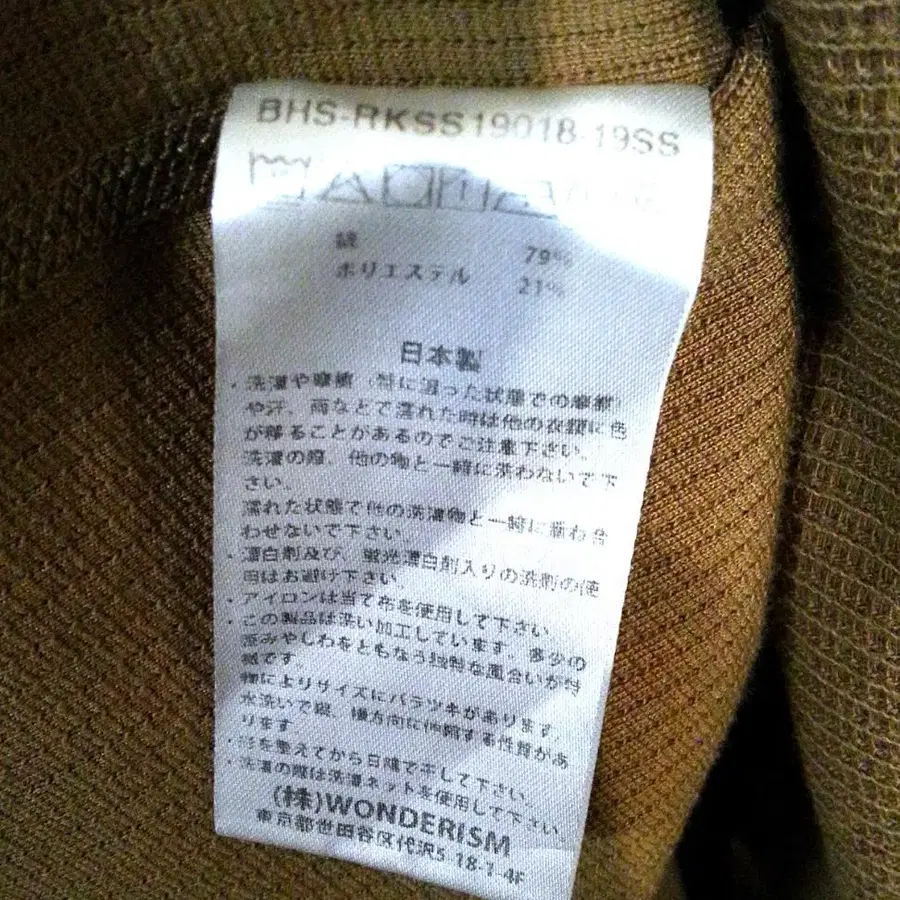 BHS-RKSS19018-19SS
綿 79%
ポリエステル 21%
日本製
・洗濯や摩擦(特に湿った状態での摩擦)
や汗、雨などで濡れた時は他の衣類に色
が移ることがあるのでご注意下さい。
洗濯の際、他の物と一緒に洗わないで下
さい。
濡れた状態で他の洗濯物と一緒に重ね合
わせないで下さい。
・漂白剤及び、蛍光漂白剤入りの洗剤の使
用はお避け下さい
・アイロンは当て布を使用して下さい。
・この製品は洗い加工しています。多少の
歪みやしわをともなう独特な風合いが特
徴です。
によりサイズにバラツキがあります。
水洗いで縦、横方向に伸縮する性質があ
ります
・形を整えてから日陰で干して下さい。
・洗濯の際は洗濯ネットを使用して下さい
(株)WONDERISM
東京都世田谷区代沢5-18-1-4F